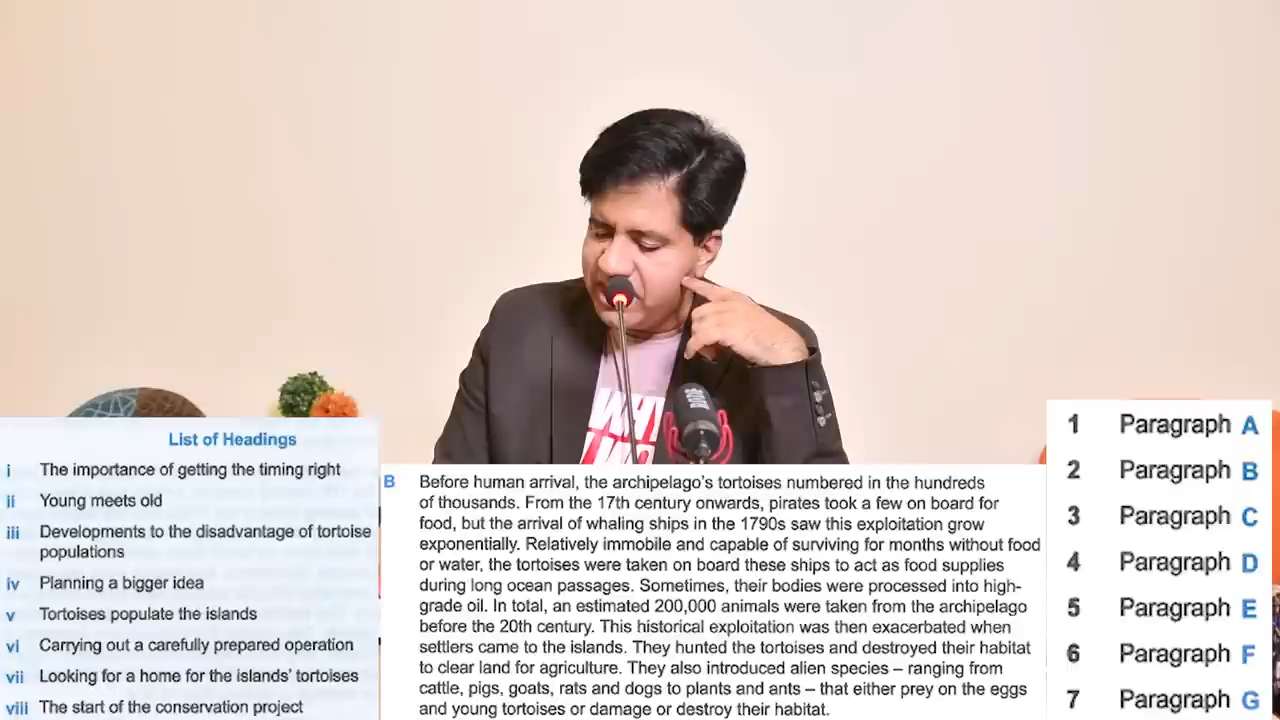 List of Headings
i The importance of getting the timing right
ii Young meets old
iii Developments to the disadvantage of tortoise
populations
iv Planning a bigger idea
v Tortoises populate the islands
vi Carrying out a carefully prepared operation
vii Looking for a home for the islands' tortoises
viii The start of the conservation project
B Before human arrival, the archipelago's tortoises numbered in the hundreds
of thousands. From the 17th century onwards, pirates took a few on board for
food, but the arrival of whaling ships in the 1790s saw this exploitation grow
exponentially. Relatively immobile and capable of surviving for months without food
or water, the tortoises were taken on board these ships to act as food supplies
during long ocean passages. Sometimes, their bodies were processed into high-
grade oil. In total, an estimated 200,000 animals were taken from the archipelago
before the 20th century. This historical exploitation was then exacerbated when
settlers came to the islands. They hunted the tortoises and destroyed their habitat
to clear land for agriculture. They also introduced alien species – ranging from
cattle, pigs, goats, rats and dogs to plants and ants – that either prey on the eggs
and young tortoises or damage or destroy their habitat.
1 Paragraph A
2 Paragraph B
3 Paragraph C
4 Paragraph D
5 Paragraph E
6 Paragraph F
7 Paragraph G